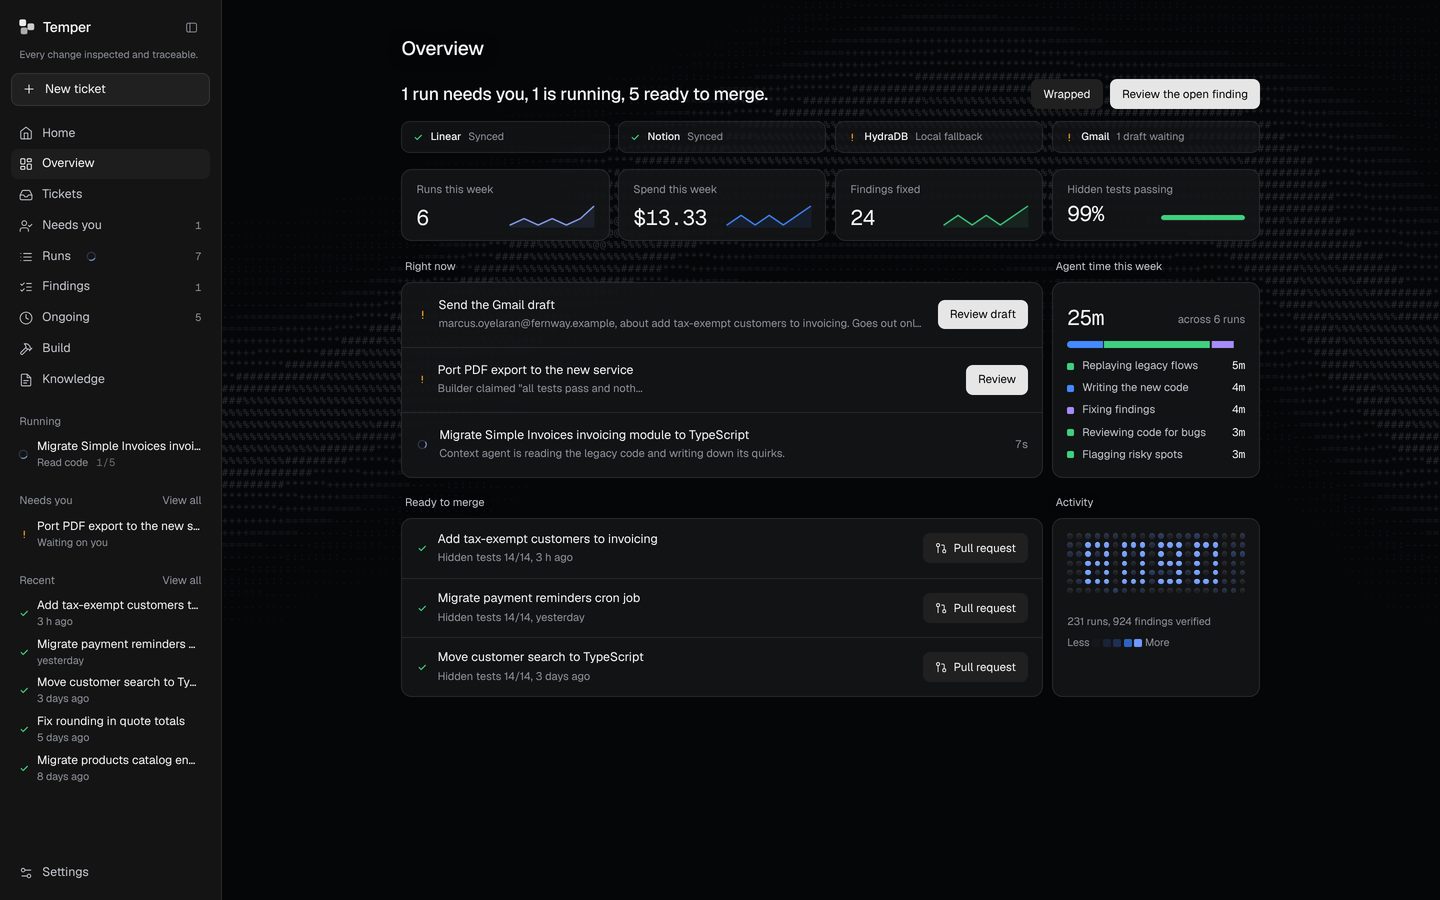 Temper
Every change inspected and traceable.
New ticket
Home
Overview
Tickets
Needs you 1
Runs 7
Findings 1
Ongoing 5
Build
Knowledge
Running
Migrate Simple Invoices invoi...
Read code 1/5
Needs you View all
Port PDF export to the new s...
Waiting on you
Recent View all
Add tax-exempt customers t...
3 h ago
Migrate payment reminders ...
yesterday
Move customer search to Ty...
3 days ago
Fix rounding in quote totals
5 days ago
Migrate products catalog en...
8 days ago
Settings
Overview
1 run needs you, 1 is running, 5 ready to merge.
Wrapped
Review the open finding
Linear Synced
Notion Synced
HydraDB Local fallback
Gmail 1 draft waiting
Runs this week
6
Spend this week
$13.33
Findings fixed
24
Hidden tests passing
99%
Right now
Send the Gmail draft
marcus.oyelaran@fernway.example, about add tax-exempt customers to invoicing. Goes out onl...
Review draft
Port PDF export to the new service
Builder claimed "all tests pass and noth...
Review
Migrate Simple Invoices invoicing module to TypeScript
Context agent is reading the legacy code and writing down its quirks.
7s
Agent time this week
25m across 6 runs
Replaying legacy flows 5m
Writing the new code 4m
Fixing findings 4m
Reviewing code for bugs 3m
Flagging risky spots 3m
Ready to merge
Add tax-exempt customers to invoicing
Hidden tests 14/14, 3 h ago
Pull request
Migrate payment reminders cron job
Hidden tests 14/14, yesterday
Pull request
Move customer search to TypeScript
Hidden tests 14/14, 3 days ago
Pull request
Activity
231 runs, 924 findings verified
Less More